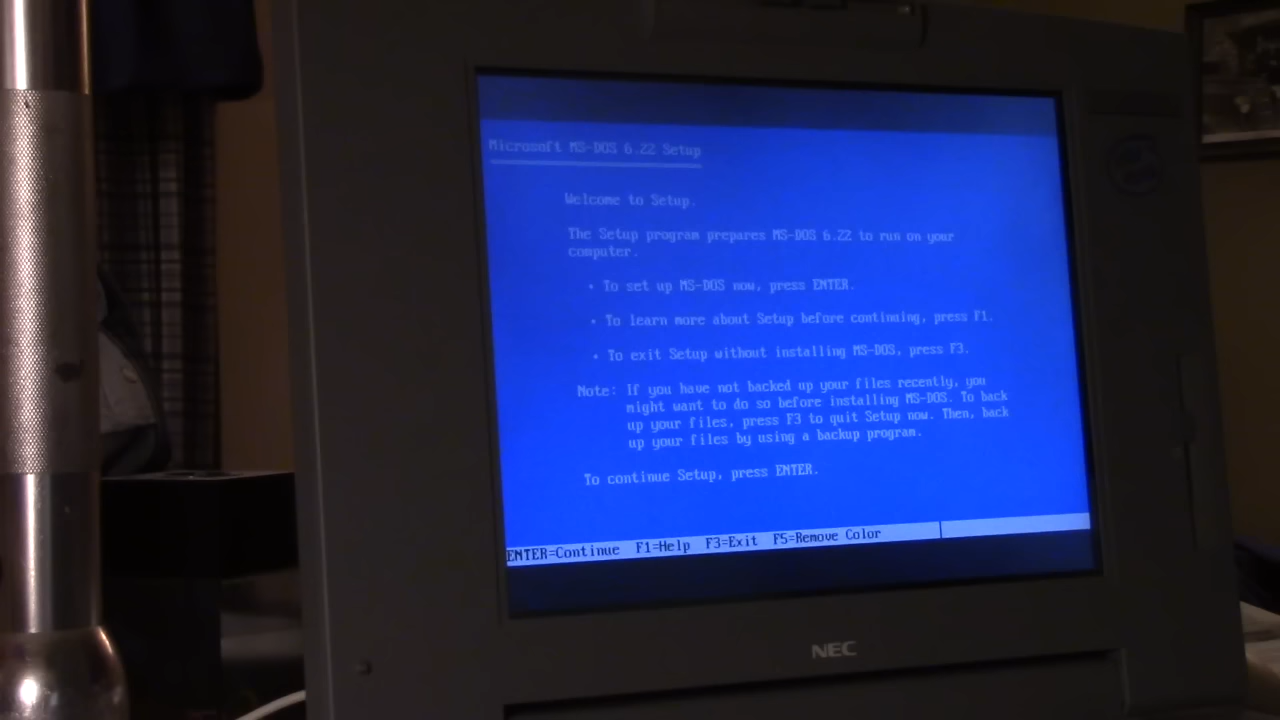 Microsoft MS-DOS 6.22 Setup
Welcome to Setup.
The Setup program prepares MS-DOS 6.22 to run on your
computer.
• To set up MS-DOS now, press ENTER.
• To learn more about Setup before continuing, press F1.
• To exit Setup without installing MS-DOS, press F3.
Note: If you have not backed up your files recently, you
might want to do so before installing MS-DOS. To back
up your files, press F3 to quit Setup now. Then, back
up your files by using a backup program.
To continue Setup, press ENTER.
ENTER=Continue F1=Help F3=Exit F5=Remove Color
NEC